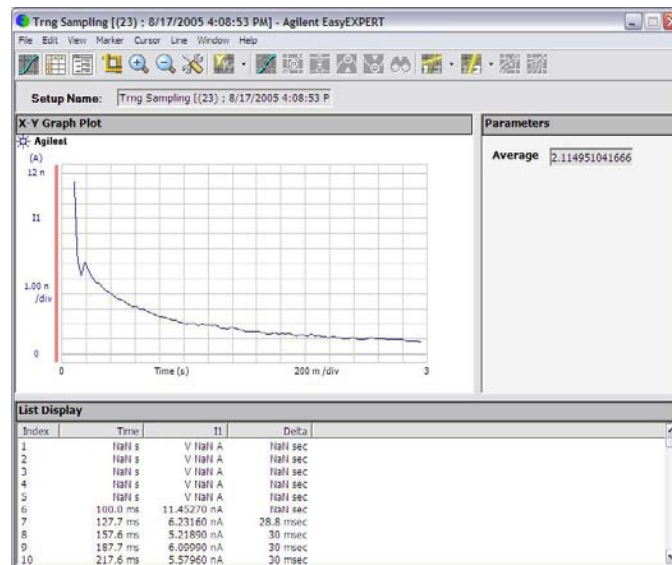 Trng Sampling [(23) ; 8/17/2005 4:08:53 PM] - Agilent EasyEXPERT
File Edit View Marker Cursor Line Window Help
Setup Name: Trng Sampling [(23) ; 8/17/2005 4:08:53 P
X-Y Graph Plot
Parameters
Agilent
(A)
12 n
I1
1.00 n
/div
0
0 Time (s) 200 m /div 3
Average 2.114951041666
List Display
Index Time I1 Delta
1 NaN s V NaN A NaN sec
2 NaN s V NaN A NaN sec
3 NaN s V NaN A NaN sec
4 NaN s V NaN A NaN sec
5 NaN s V NaN A NaN sec
6 100.0 ms 11.45270 nA NaN sec
7 127.7 ms 6.23160 nA 28.8 msec
8 157.6 ms 5.21890 nA 30 msec
9 187.7 ms 6.09990 nA 30 msec
10 217.6 ms 5.57960 nA 30 msec